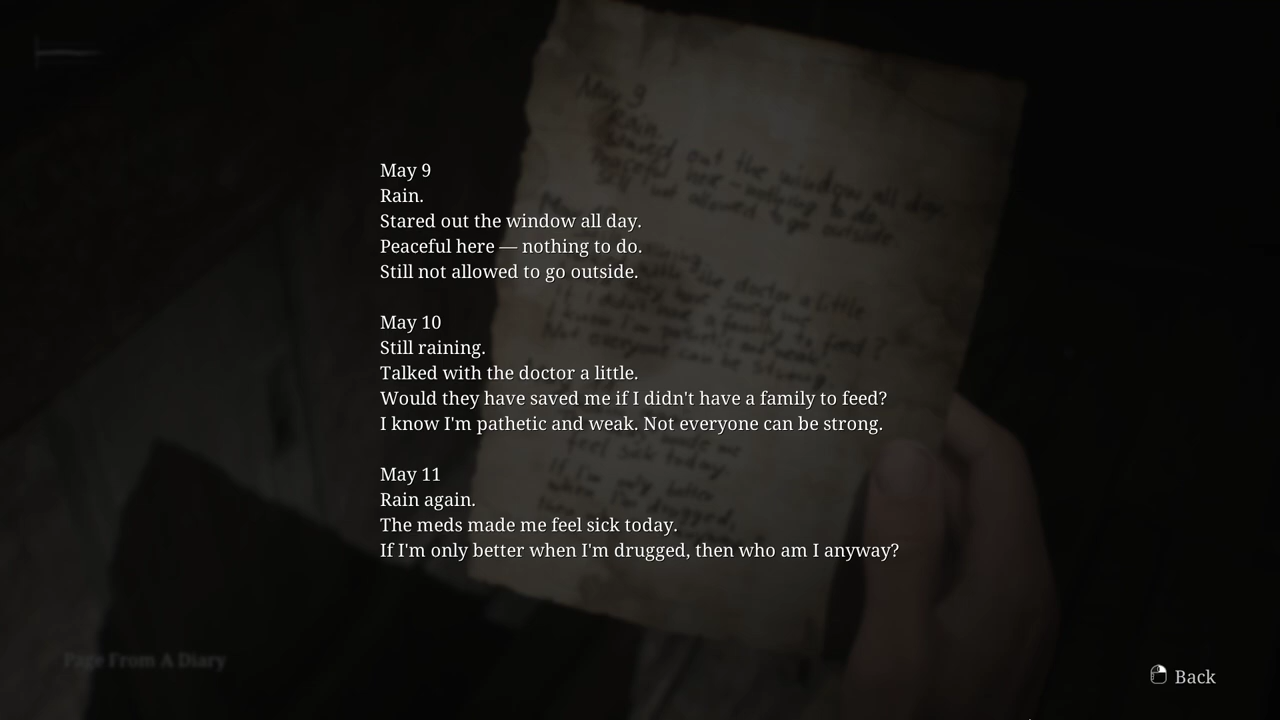 May 9
Rain.
Stared out the window all day.
Peaceful here — nothing to do.
Still not allowed to go outside.
May 10
Still raining.
Talked with the doctor a little.
Would they have saved me if I didn't have a family to feed?
I know I'm pathetic and weak. Not everyone can be strong.
May 11
Rain again.
The meds made me feel sick today.
If I'm only better when I'm drugged, then who am I anyway?
Page From A Diary
Back